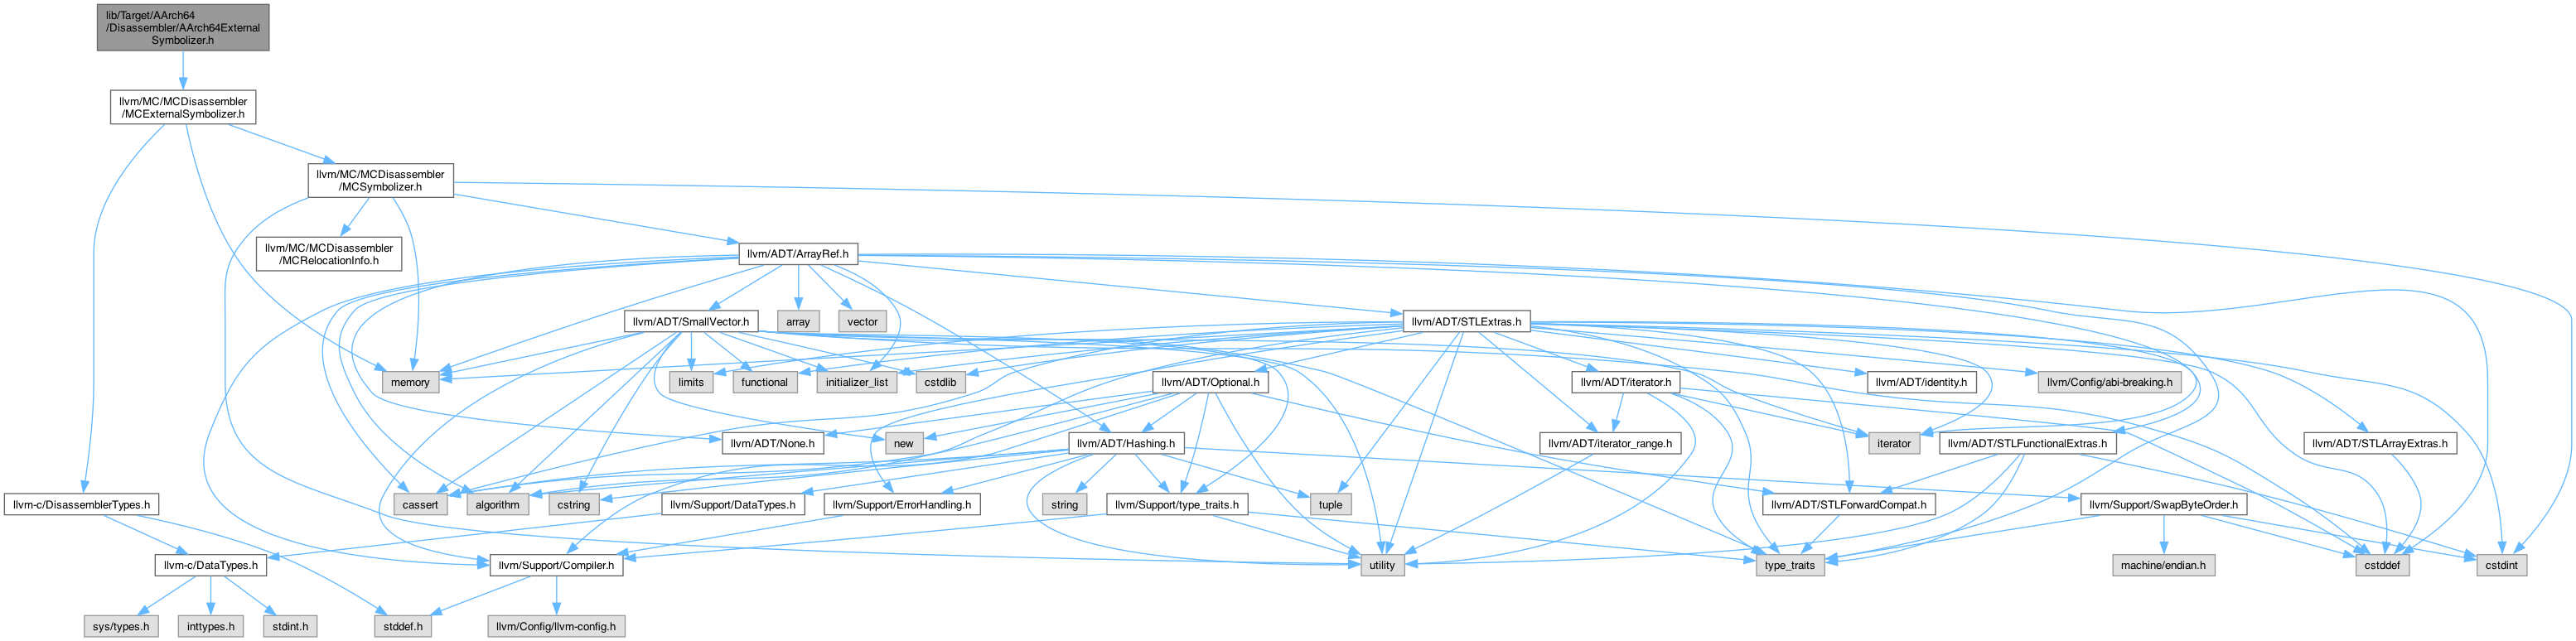 lib/Target/AArch64
/Disassembler/AArch64External
Symbolizer.h
llvm/MC/MCDisassembler
/MCExternalSymbolizer.h
llvm/MC/MCDisassembler
/MCSymbolizer.h
llvm/MC/MCDisassembler
/MCRelocationInfo.h
llvm/ADT/ArrayRef.h
llvm/ADT/SmallVector.h
array
vector
llvm/ADT/STLExtras.h
memory
limits
functional
initializer_list
cstdlib
llvm/ADT/Optional.h
llvm/ADT/iterator.h
llvm/ADT/identity.h
llvm/Config/abi-breaking.h
llvm/ADT/None.h
new
llvm/ADT/Hashing.h
llvm/ADT/iterator_range.h
iterator
llvm/ADT/STLFunctionalExtras.h
llvm/ADT/STLArrayExtras.h
llvm-c/DisassemblerTypes.h
cassert
algorithm
cstring
llvm/Support/DataTypes.h
llvm/Support/ErrorHandling.h
string
llvm/Support/type_traits.h
tuple
llvm/ADT/STLForwardCompat.h
llvm/Support/SwapByteOrder.h
llvm-c/DataTypes.h
llvm/Support/Compiler.h
utility
type_traits
machine/endian.h
cstddef
cstdint
sys/types.h
inttypes.h
stdint.h
stddef.h
llvm/Config/llvm-config.h